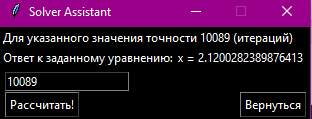 Solver Assistant
Для указанного значения точности 10089 (итераций)
Ответ к заданному уравнению: x = 2.1200282389876413
10089
Рассчитать!
Вернуться